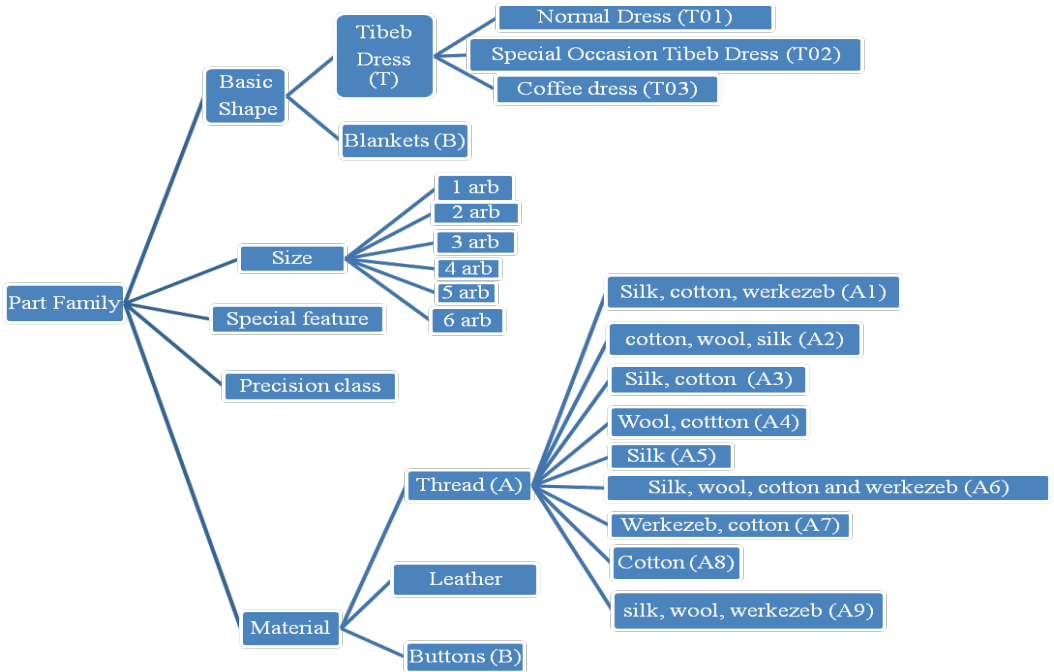 Part Family
Basic
Shape
Tibeb
Dress
(T)
Normal Dress (T01)
Special Occasion Tibeb Dress (T02)
Coffee dress (T03)
Blankets (B)
Size
1 arb
2 arb
3 arb
4 arb
5 arb
6 arb
Special feature
Precision class
Material
Thread (A)
Silk, cotton, werkezeb (A1)
cotton, wool, silk (A2)
Silk, cotton (A3)
Wool, cottton (A4)
Silk (A5)
Silk, wool, cotton and werkezeb (A6)
Werkezeb, cotton (A7)
Cotton (A8)
silk, wool, werkezeb (A9)
Leather
Buttons (B)